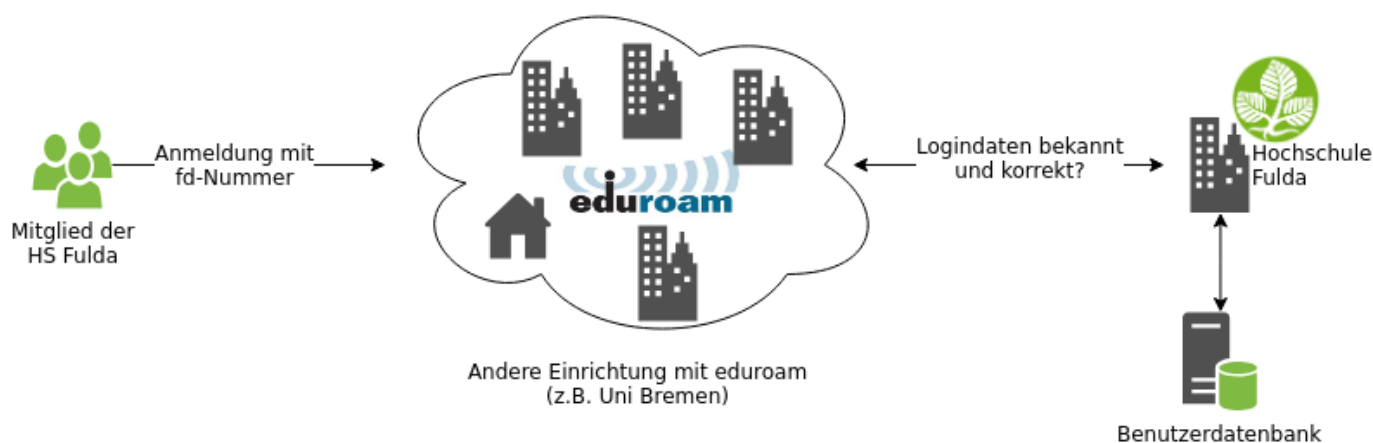 Mitglied der
HS Fulda
Anmeldung mit
fd-Nummer
eduroam
Andere Einrichtung mit eduroam
(z.B. Uni Bremen)
Logindaten bekannt
und korrekt?
Hochschule
Fulda
Benutzerdatenbank